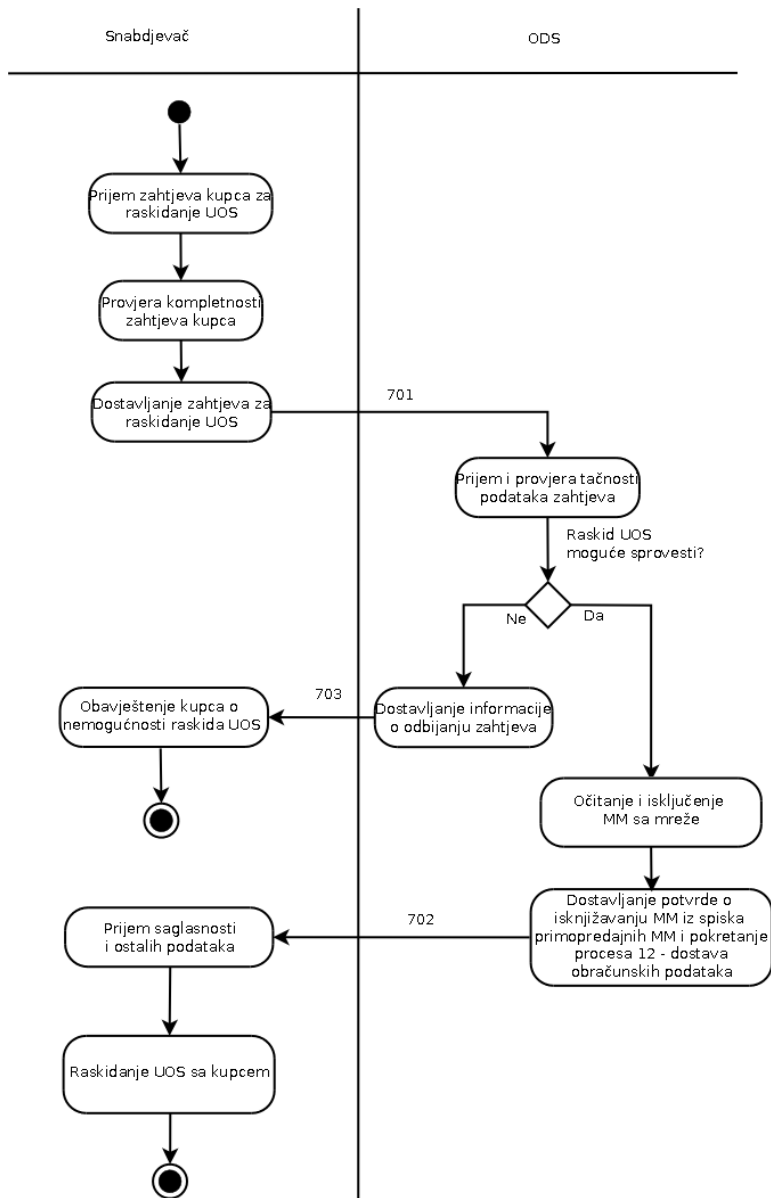 Snabdjevač
ODS
Prijem zahtjeva kupca za
raskidanje UOS
Provjera kompletnosti
zahtjeva kupca
Dostavljanje zahtjeva za
raskidanje UOS
701
Prijem i provjera tačnosti
podataka zahtjeva
Raskid UOS
moguće sprovesti?
Ne
Da
Dostavljanje informacije
o odbijanju zahtjeva
703
Obavještenje kupca o
nemogućnosti raskida UOS
Očitanje i isključenje
MM sa mreže
Dostavljanje potvrde o
isknjižavanju MM iz spiska
primopredajnih MM i pokretanje
procesa 12 - dostava
obračunskih podataka
702
Prijem saglasnosti
i ostalih podataka
Raskidanje UOS sa kupcem